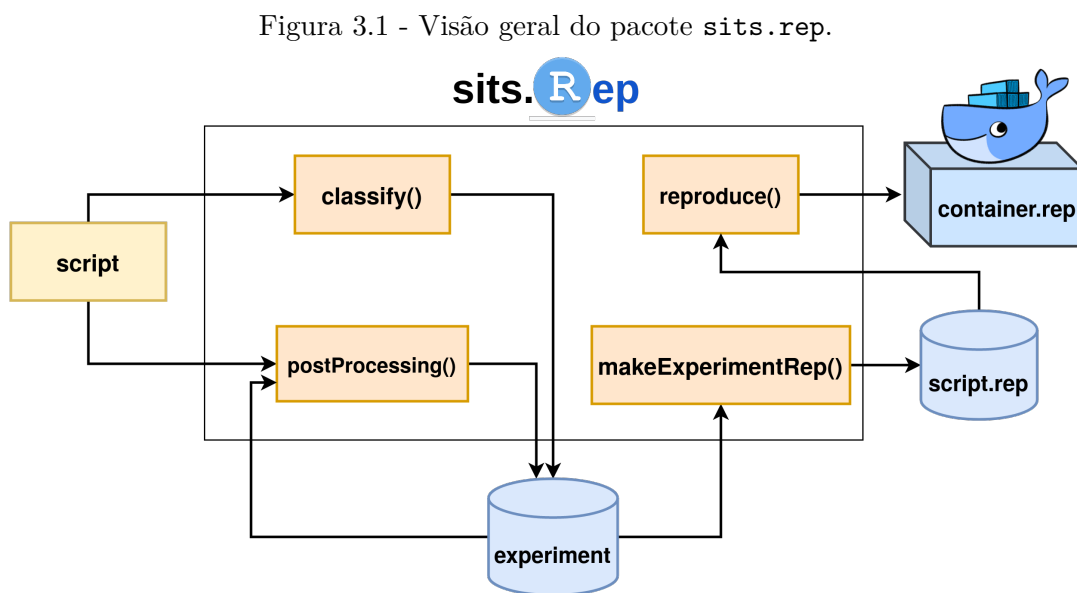 Figura 3.1 - Visão geral do pacote sits.rep.
sits.Rep
classify()
reproduce()
container.rep
script
postProcessing()
makeExperimentRep()
script.rep
experiment